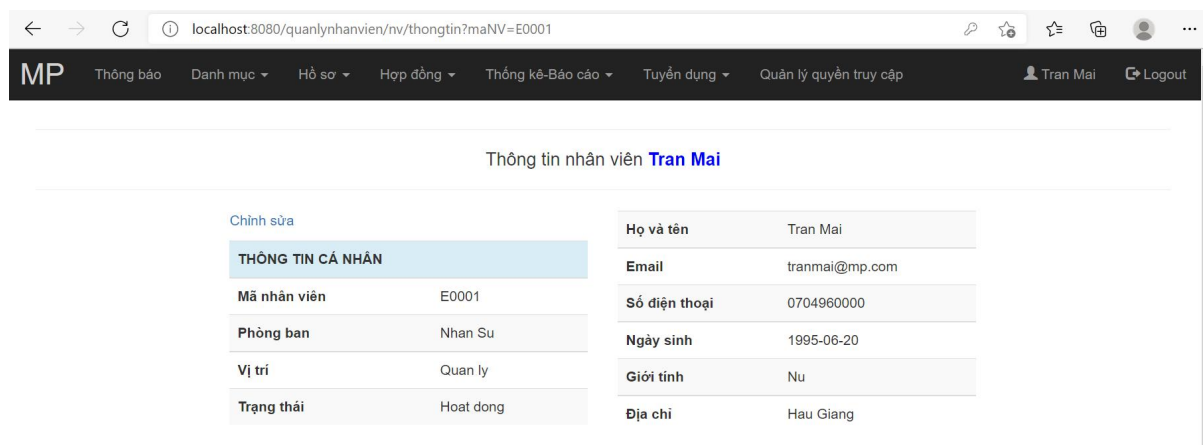 localhost:8080/quanlynhanvien/nv/thongtin?maNV=E0001
MP Thông báo Danh mục Hồ sơ Hợp đồng Thống kê-Báo cáo Tuyển dụng Quản lý quyền truy cập Tran Mai Logout
Thông tin nhân viên Tran Mai
Chỉnh sửa
THÔNG TIN CÁ NHÂN
Mã nhân viên E0001
Phòng ban Nhan Su
Vị trí Quan ly
Trạng thái Hoat dong
Họ và tên Tran Mai
Email tranmai@mp.com
Số điện thoại 0704960000
Ngày sinh 1995-06-20
Giới tính Nu
Địa chỉ Hau Giang